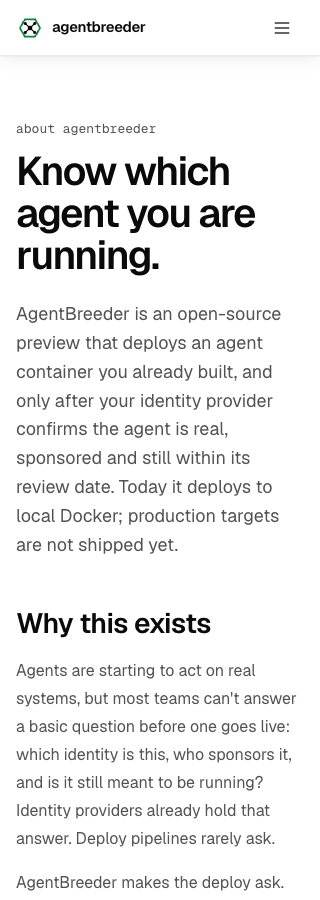 agentbreeder
about agentbreeder
Know which
agent you are
running.
AgentBreeder is an open-source
preview that deploys an agent
container you already built, and
only after your identity provider
confirms the agent is real,
sponsored and still within its
review date. Today it deploys to
local Docker; production targets
are not shipped yet.
Why this exists
Agents are starting to act on real
systems, but most teams can't answer
a basic question before one goes live:
which identity is this, who sponsors it,
and is it still meant to be running?
Identity providers already hold that
answer. Deploy pipelines rarely ask.
AgentBreeder makes the deploy ask.